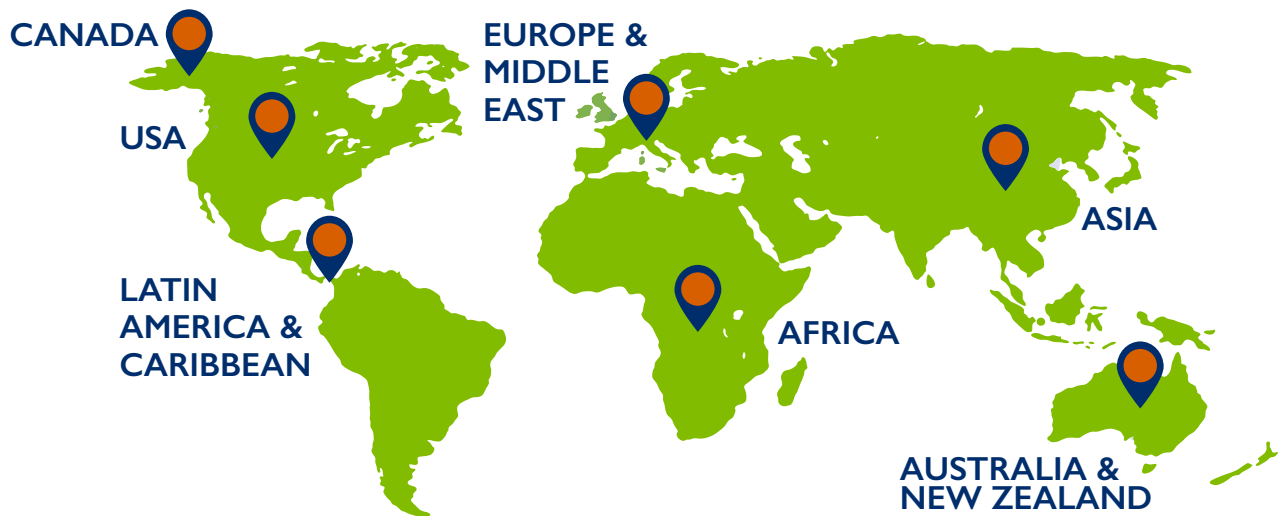 CANADA
EUROPE &
MIDDLE
EAST
USA
ASIA
LATIN
AMERICA &
CARIBBEAN
AFRICA
AUSTRALIA &
NEW ZEALAND